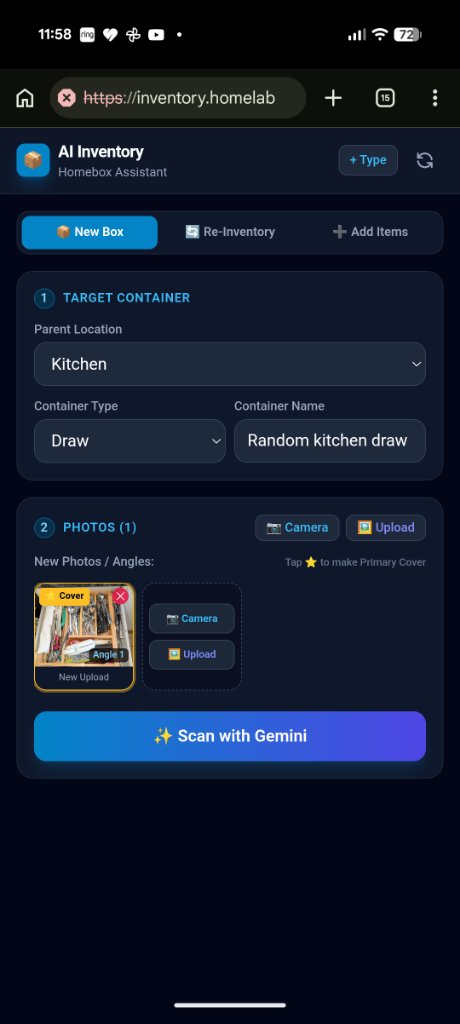 11:58 ring 72
https://inventory.homelab 15
AI Inventory
Homebox Assistant
+ Type
New Box
Re-Inventory
Add Items
1 TARGET CONTAINER
Parent Location
Kitchen
Container Type
Container Name
Draw
Random kitchen draw
2 PHOTOS (1)
Camera
Upload
New Photos / Angles:
Tap ⭐ to make Primary Cover
Cover
Angle 1
New Upload
Camera
Upload
✨ Scan with Gemini